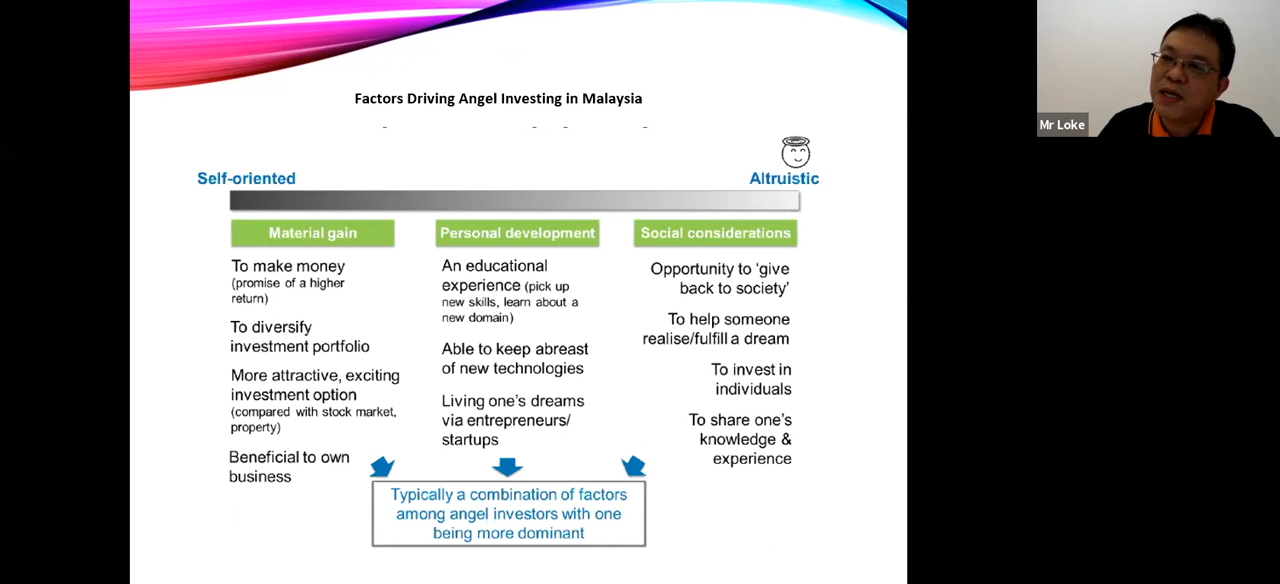 Factors Driving Angel Investing in Malaysia
Mr Loke
Self-oriented
Altruistic
Material gain
Personal development
Social considerations
To make money
(promise of a higher
return)
To diversify
investment portfolio
More attractive, exciting
investment option
(compared with stock market,
property)
Beneficial to own
business
An educational
experience (pick up
new skills, learn about a
new domain)
Able to keep abreast
of new technologies
Living one's dreams
via entrepreneurs/
startups
Opportunity to ‘give
back to society’
To help someone
realise/fulfill a dream
To invest in
individuals
To share one's
knowledge &
experience
Typically a combination of factors
among angel investors with one
being more dominant